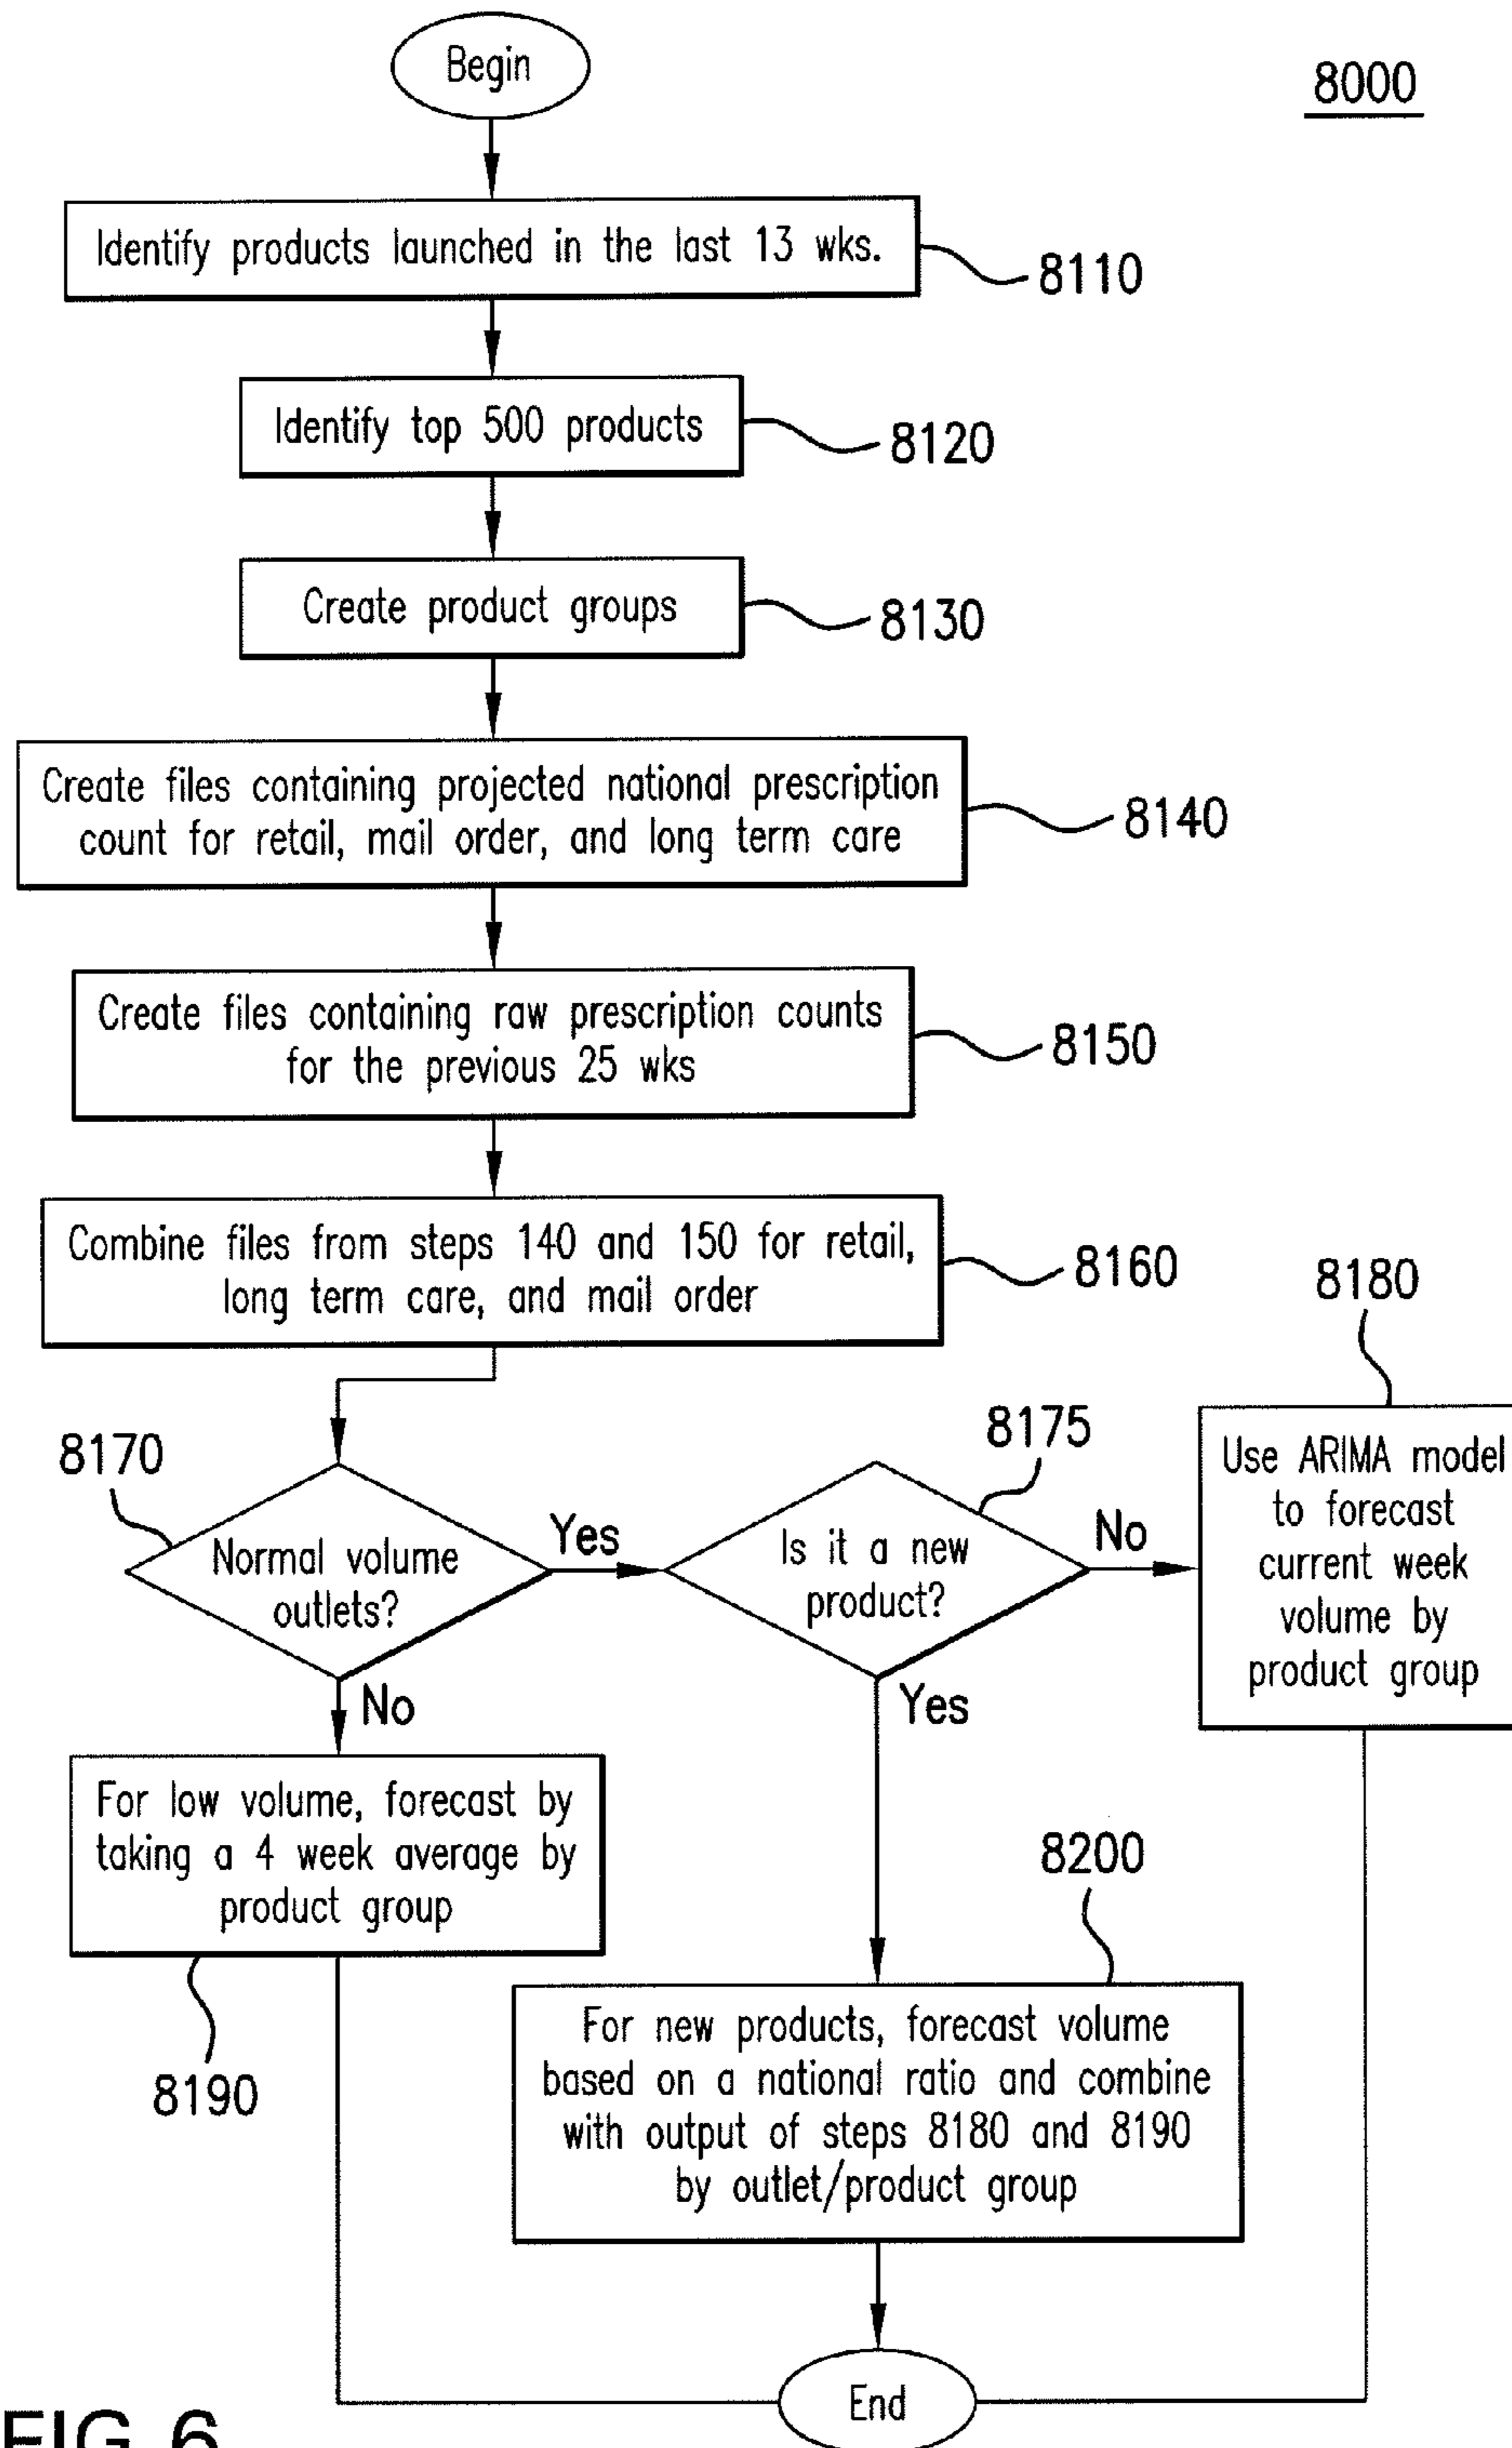 Begin
8000
Identify products launched in the last 13 wks.
8110
Identify top 500 products
8120
Create product groups
8130
Create files containing projected national prescription
count for retail, mail order, and long term care
8140
Create files containing raw prescription counts
for the previous 25 wks
8150
Combine files from steps 140 and 150 for retail,
long term care, and mail order
8160
8180
8170
Normal volume
outlets?
Yes
8175
Is it a new
product?
No
Use ARIMA model
to forecast
current week
volume by
product group
No
Yes
For low volume, forecast by
taking a 4 week average by
product group
8190
8200
For new products, forecast volume
based on a national ratio and combine
with output of steps 8180 and 8190
by outlet/product group
End
FIG. 6